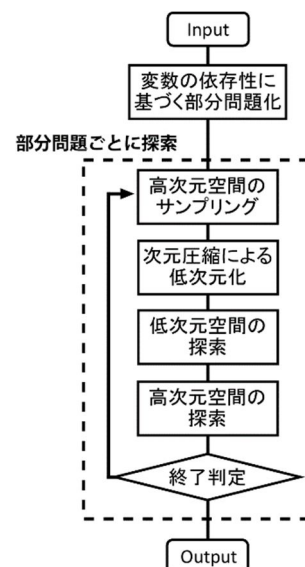 Input
変数の依存性に
基づく部分問題化
部分問題ごとに探索
高次元空間の
サンプリング
次元圧縮による
低次元化
低次元空間の
探索
高次元空間の
探索
終了判定
Output